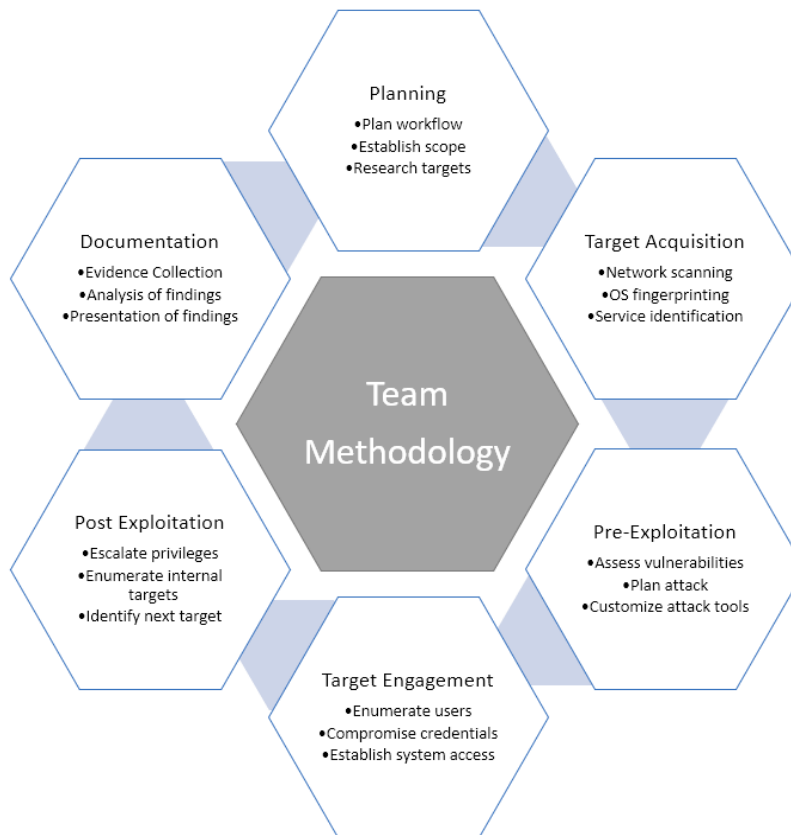 Planning
•Plan workflow
•Establish scope
•Research targets
Target Acquisition
•Network scanning
•OS fingerprinting
•Service identification
Pre-Exploitation
•Assess vulnerabilities
•Plan attack
•Customize attack tools
Target Engagement
•Enumerate users
•Compromise credentials
•Establish system access
Post Exploitation
•Escalate privileges
•Enumerate internal
targets
•Identify next target
Documentation
•Evidence Collection
•Analysis of findings
•Presentation of findings
Team
Methodology